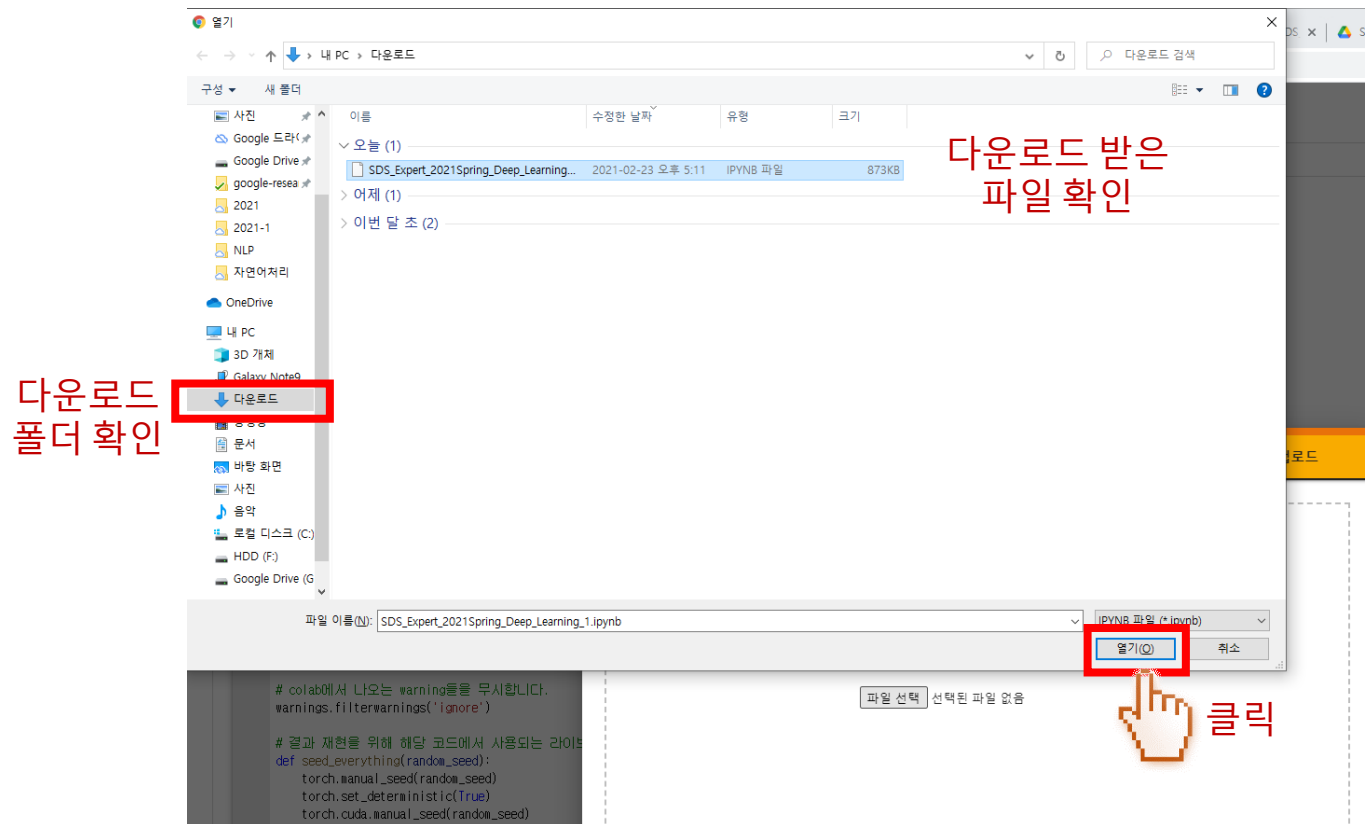 열기
DS
S
내 PC
다운로드
다운로드 검색
구성
새 폴더
이름
수정한 날짜
유형
크기
사진
Google 드라
Google Drive
google-resea
2021
2021-1
NLP
자연어처리
OneDrive
내 PC
3D 개체
Galaxy Note9
다운로드
문서
바탕 화면
사진
음악
로컬 디스크 (C:)
HDD (F:)
Google Drive (G
오늘 (1)
SDS_Expert_2021Spring_Deep_Learning... 2021-02-23 오후 5:11 IPYNB 파일 873KB
어제 (1)
이번 달 초 (2)
다운로드 받은
파일 확인
다운로드
폴더 확인
파일 이름(N): SDS_Expert_2021Spring_Deep_Learning_1.ipynb
IPYNB 파일 (*.ipynb)
열기(O)
취소
클릭
로드
파일 선택 선택된 파일 없음
# colab에서 나오는 warning들을 무시합니다.
warnings.filterwarnings('ignore')
# 결과 재현을 위해 해당 코드에서 사용되는 라이브
def seed_everything(random_seed):
torch.manual_seed(random_seed)
torch.set_deterministic(True)
torch.cuda.manual_seed(random_seed)